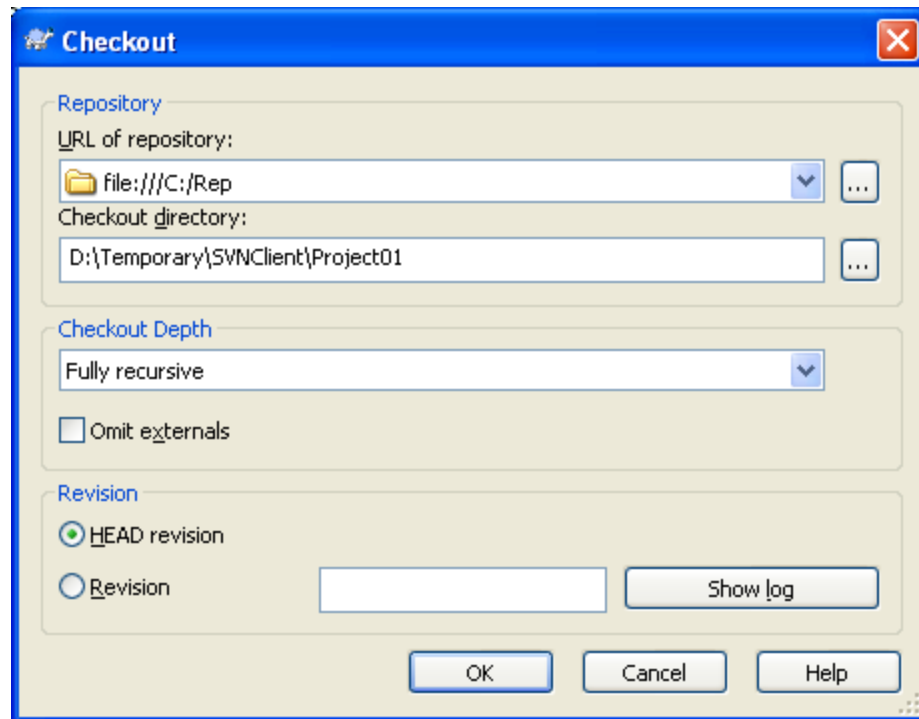 Checkout
Repository
URL of repository:
file:///C:/Rep
...
Checkout directory:
D:\Temporary\SVNClient\Project01
...
Checkout Depth
Fully recursive
Omit externals
Revision
HEAD revision
Revision
Show log
OK Cancel Help